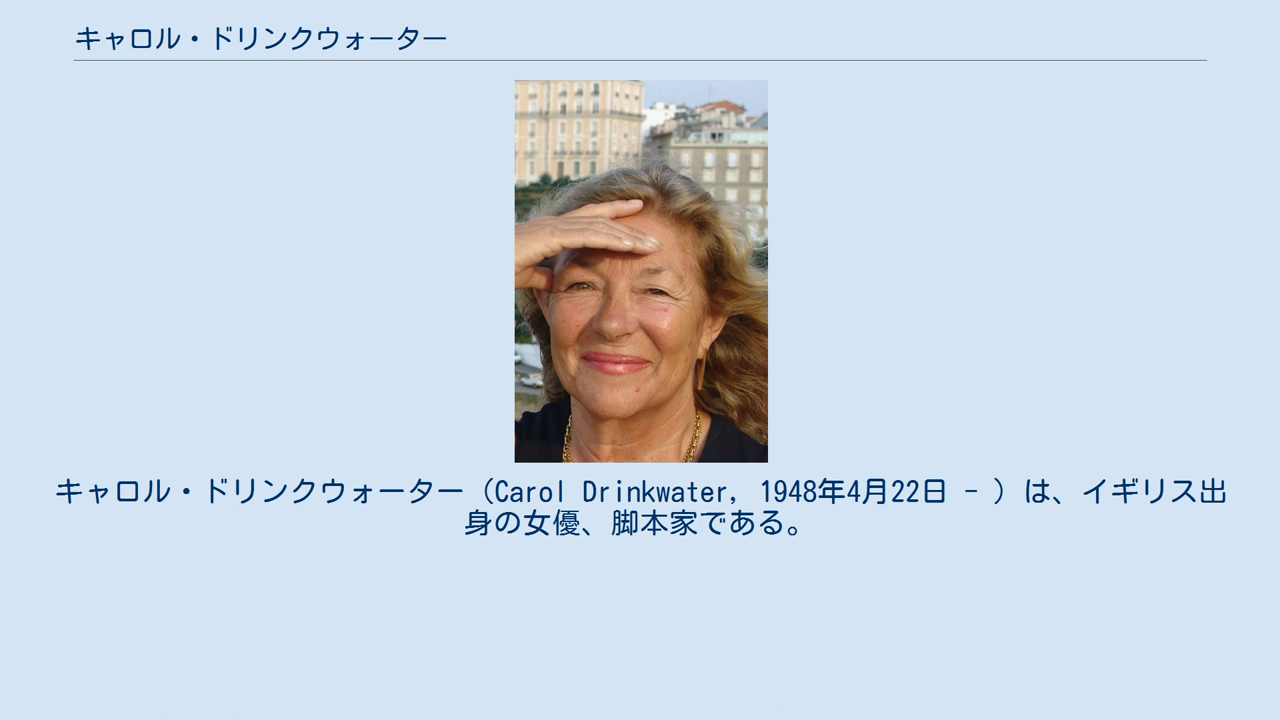 キャロル・ドリンクウォーター
キャロル・ドリンクウォーター（Carol Drinkwater, 1948年4月22日 - ）は、イギリス出
身の女優、脚本家である。